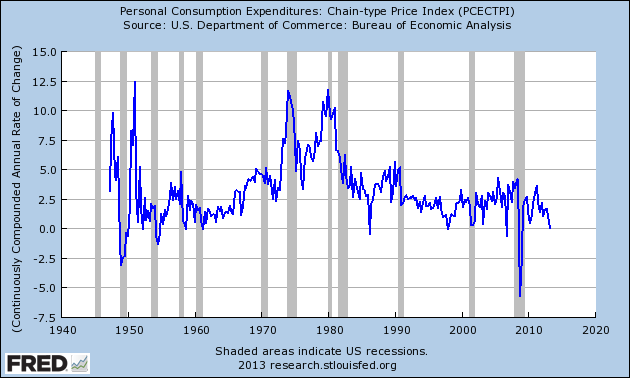 Personal Consumption Expenditures: Chain-type Price Index (PCECTPI)
Source: U.S. Department of Commerce: Bureau of Economic Analysis
(Continuously Compounded Annual Rate of Change)
15.0
12.5
10.0
7.5
5.0
2.5
0.0
-2.5
-5.0
-7.5
1940 1950 1960 1970 1980 1990 2000 2010 2020
Shaded areas indicate US recessions.
FRED
2013 research.stlouisfed.org